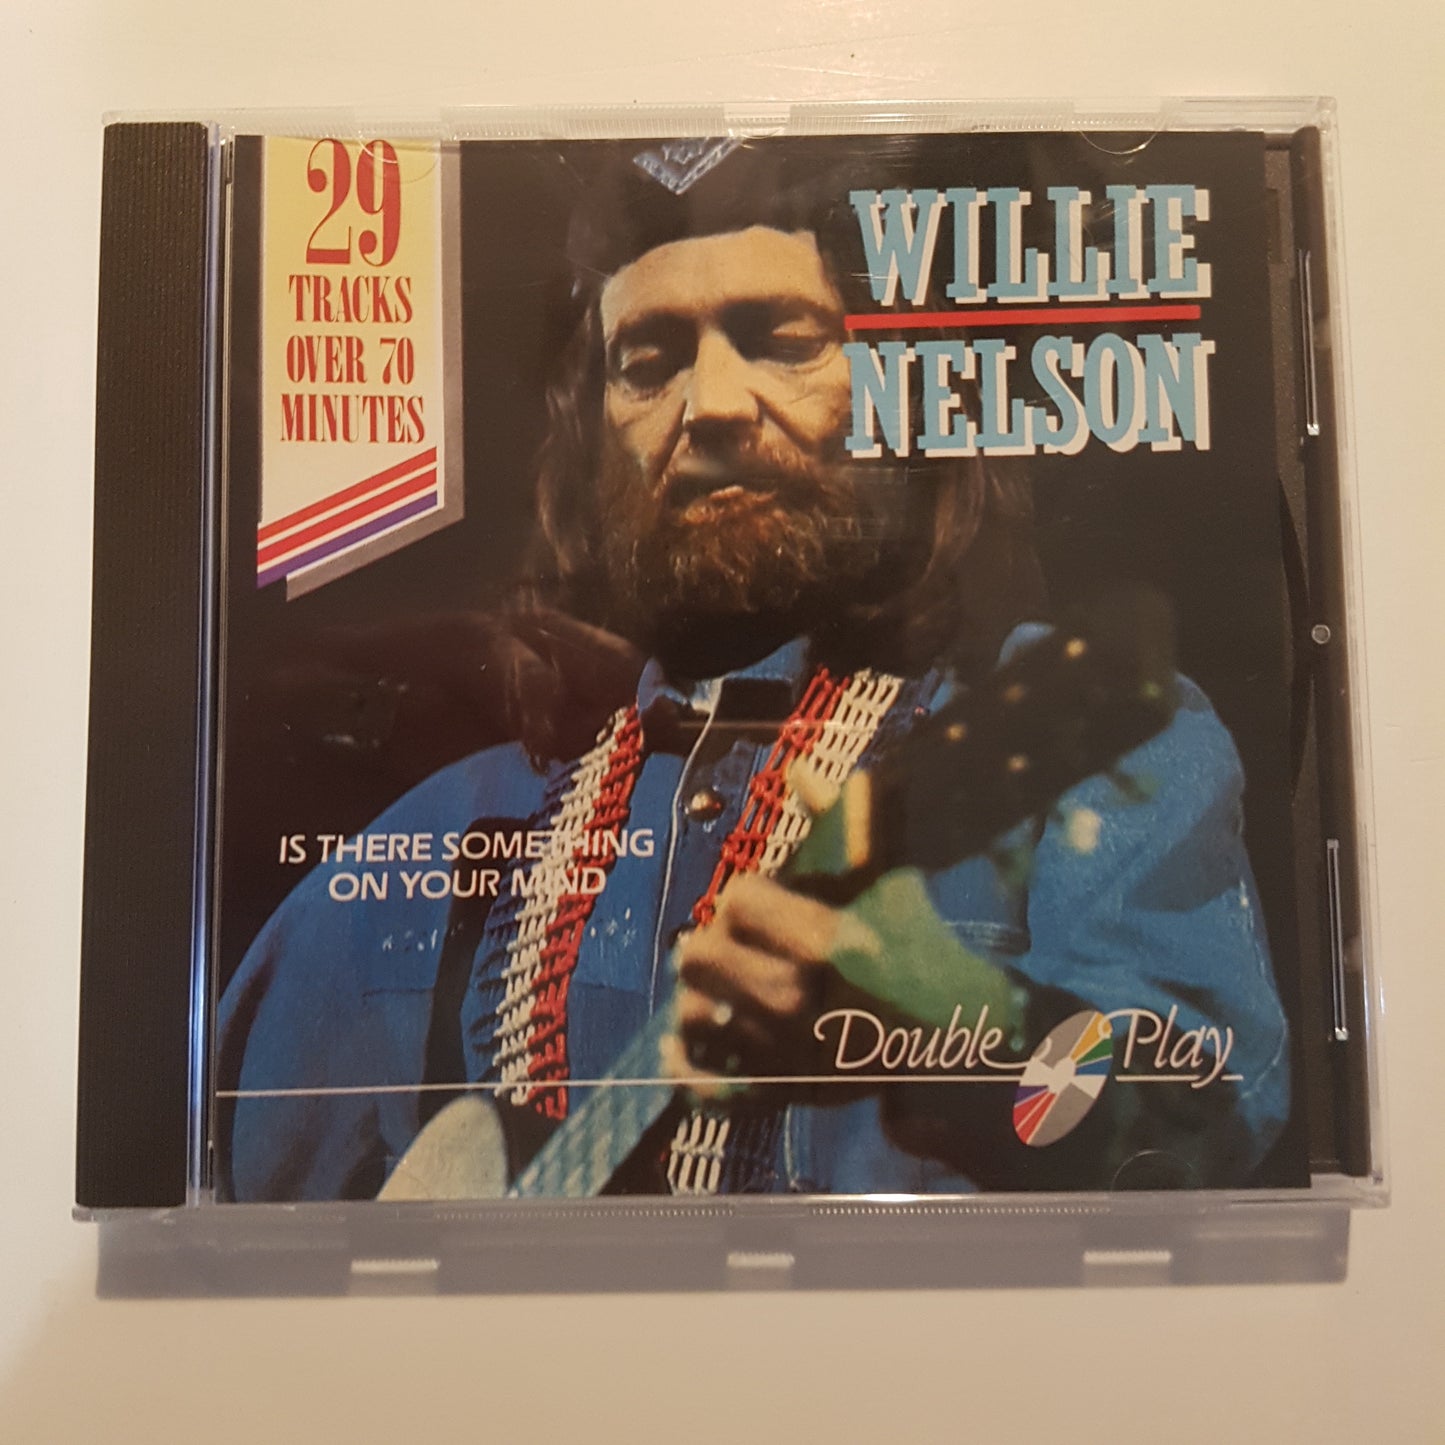 29
TRACKS
OVER 70
MINUTES
WILLIE
NELSON
IS THERE SOMETHING
ON YOUR MIND
Double Play